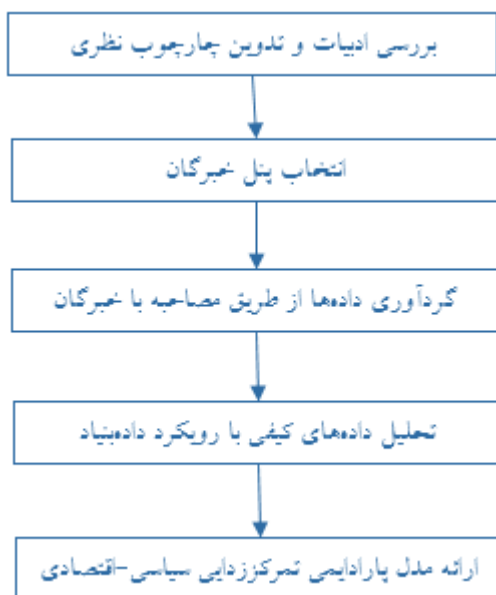 بررسی ادبیات و تدوین چارچوب نظری
انتخاب پنل خبرگان
گردآوری داده‌ها از طریق مصاحبه با خبرگان
تحلیل داده‌های کیفی با رویکرد داده‌بنیاد
ارائه مدل پارادایمی تمرکززدایی سیاسی-اقتصادی